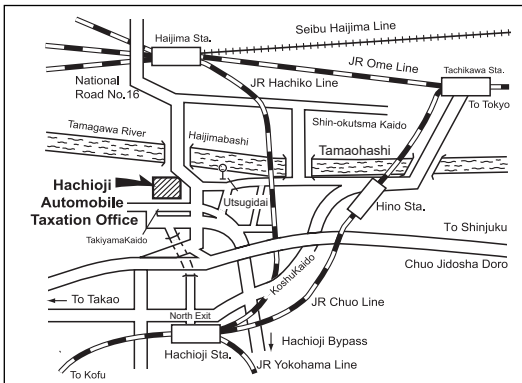 Seibu Haijima Line
Haijima Sta.
JR Ome Line
Tachikawa Sta.
National
Road No.16
JR Hachiko Line
To Tokyo
Shin-okutsma Kaido
Tamagawa River
Haijimabashi
Tamaohashi
Hachioji
Automobile
Taxation Office
Utsugidai
Hino Sta.
TakiyamaKaido
To Shinjuku
Chuo Jidosha Doro
KoshuKaido
To Takao
JR Chuo Line
North Exit
Hachioji Sta.
Hachioji Bypass
JR Yokohama Line
To Kofu